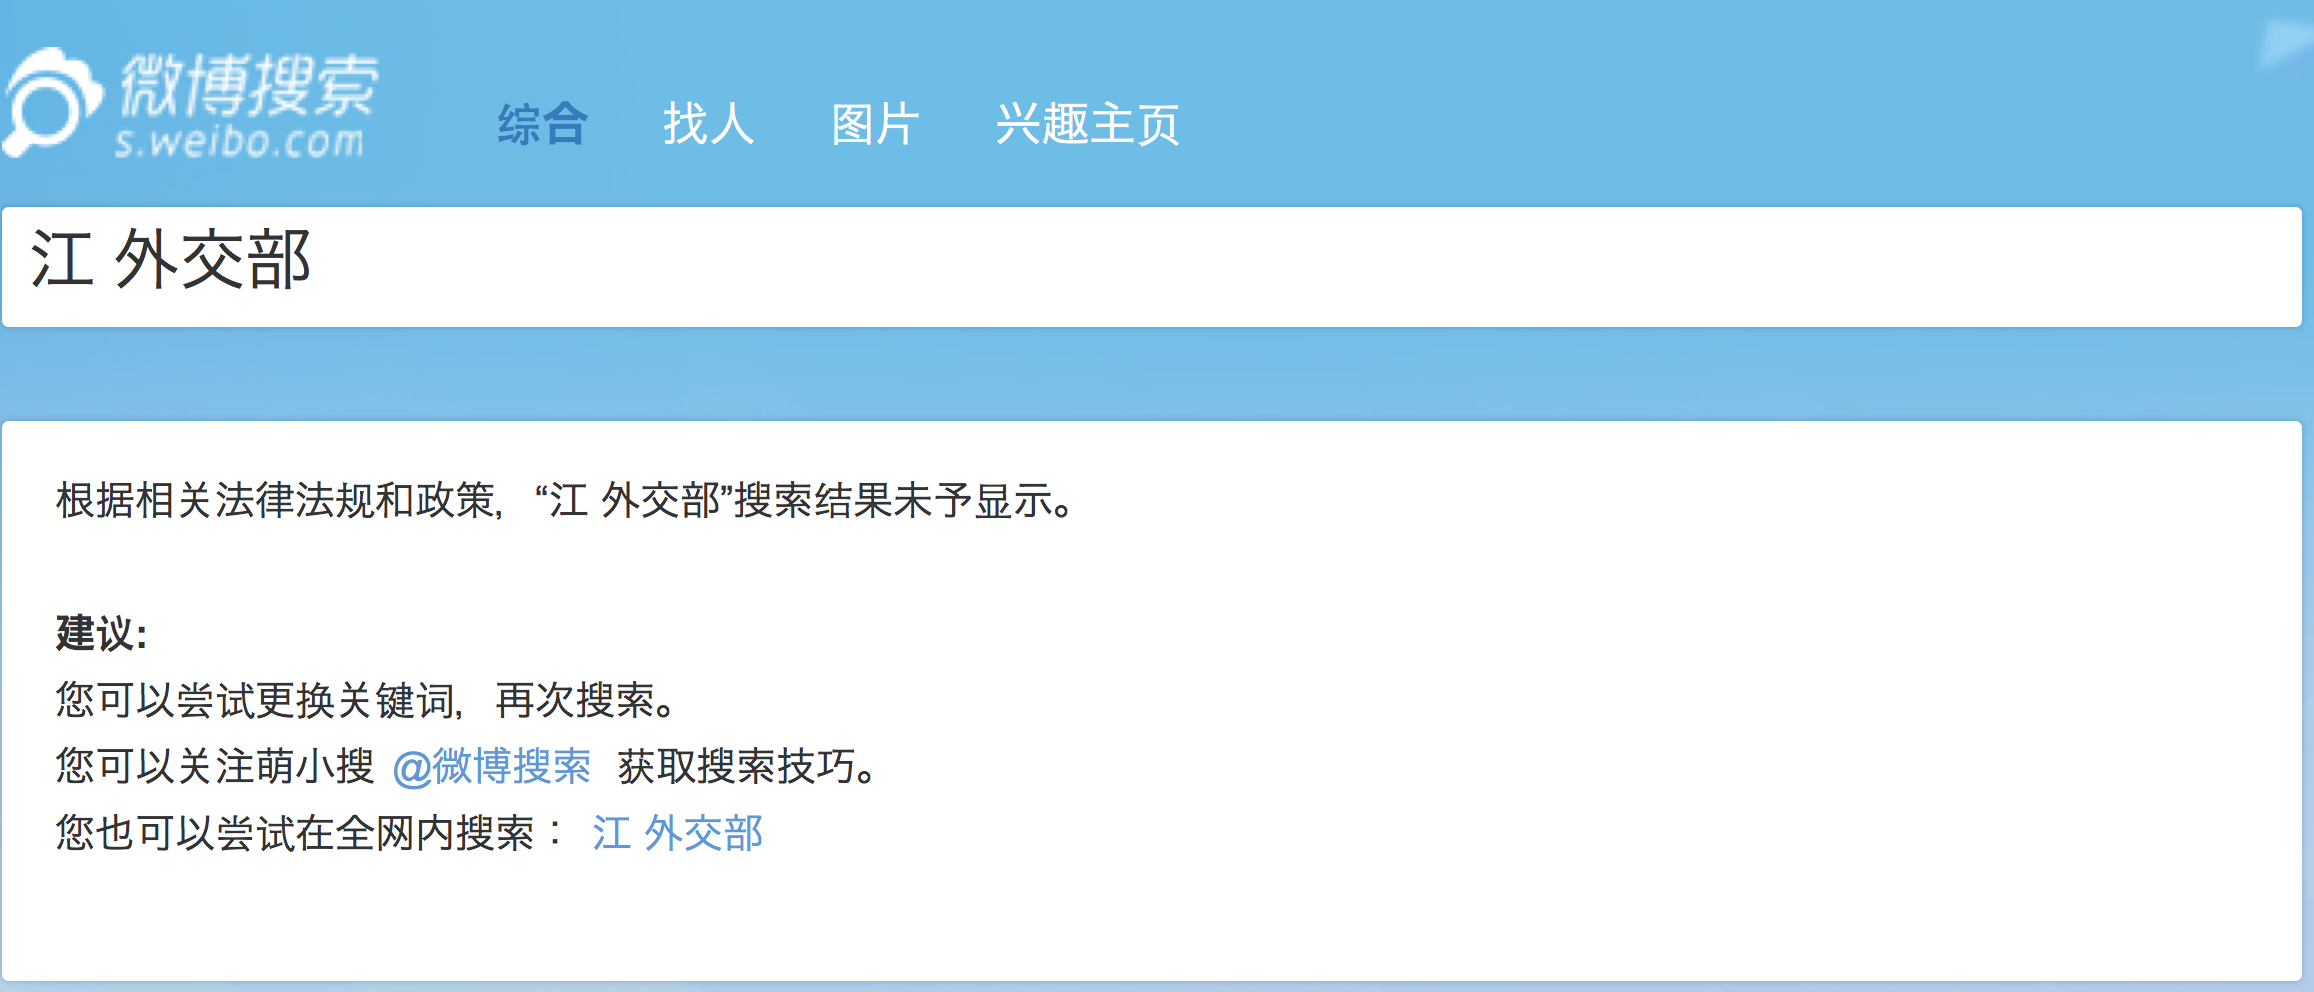 微博搜索
s.weibo.com
综合 找人 图片 兴趣主页
江 外交部
根据相关法律法规和政策，“江 外交部”搜索结果未予显示。
建议:
您可以尝试更换关键词，再次搜索。
您可以关注萌小搜 @微博搜索 获取搜索技巧。
您也可以尝试在全网内搜索： 江 外交部